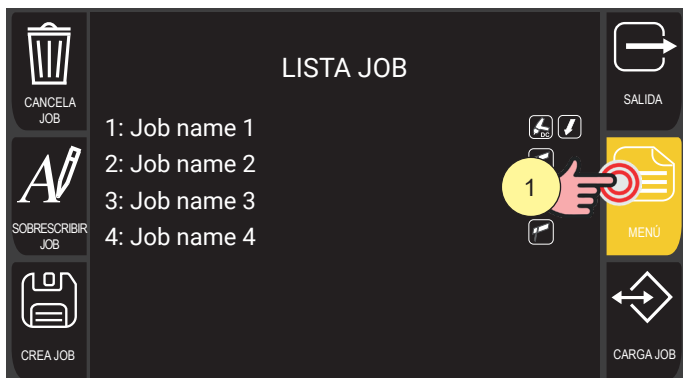 LISTA JOB
CANCELA
JOB
SALIDA
1: Job name 1
DC
2: Job name 2
3: Job name 3
4: Job name 4
1
SOBRESCRIBIR
JOB
MENÚ
CREA JOB
CARGA JOB